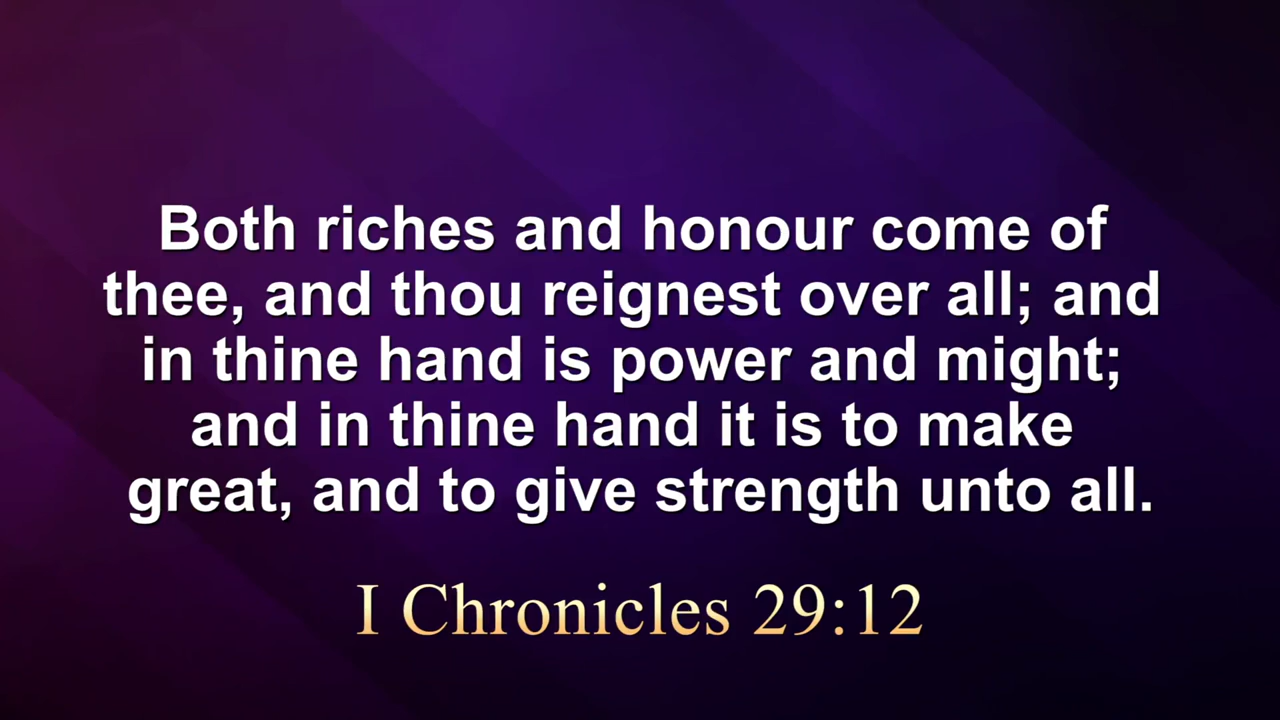 Both riches and honour come of
thee, and thou reignest over all; and
in thine hand is power and might;
and in thine hand it is to make
great, and to give strength unto all.
I Chronicles 29:12